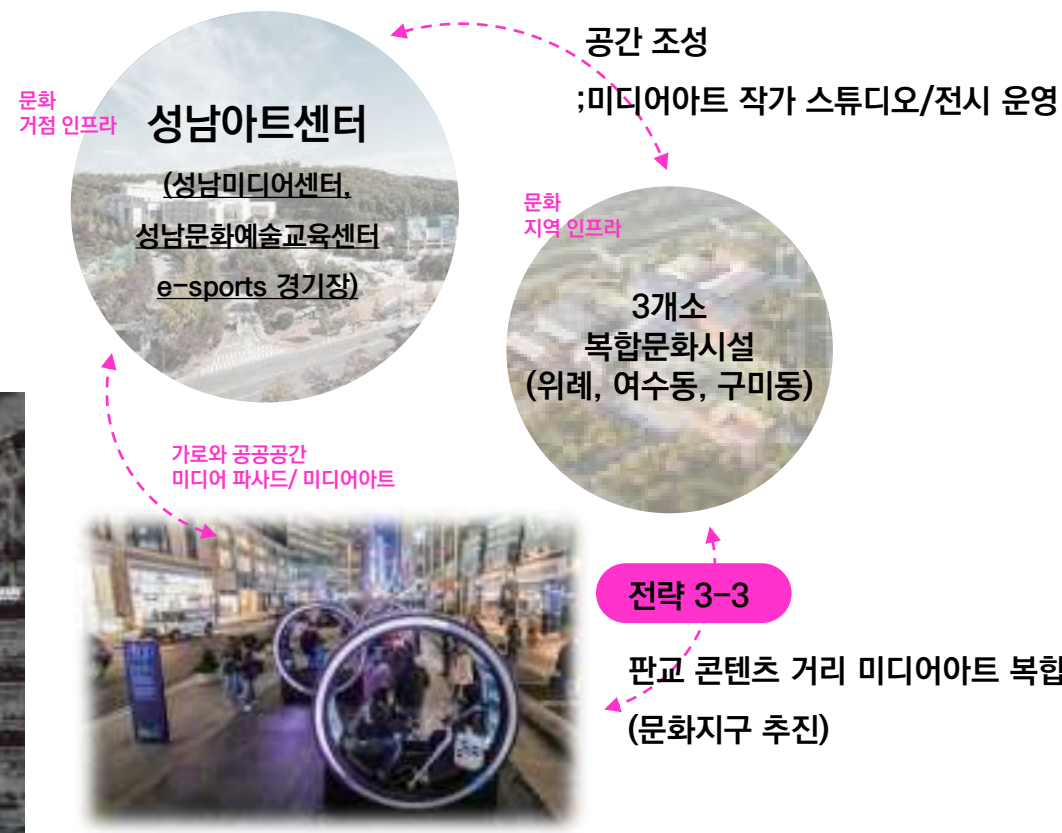 공간 조성
;미디어아트 작가 스튜디오/전시 운영
문화
거점 인프라
성남아트센터
(성남미디어센터,
성남문화예술교육센터
e-sports 경기장)
문화
지역 인프라
3개소
복합문화시설
(위례, 여수동, 구미동)
가로와 공공공간
미디어 파사드/ 미디어아트
전략 3-3
판교 콘텐츠 거리 미디어아트 복합
(문화지구 추진)